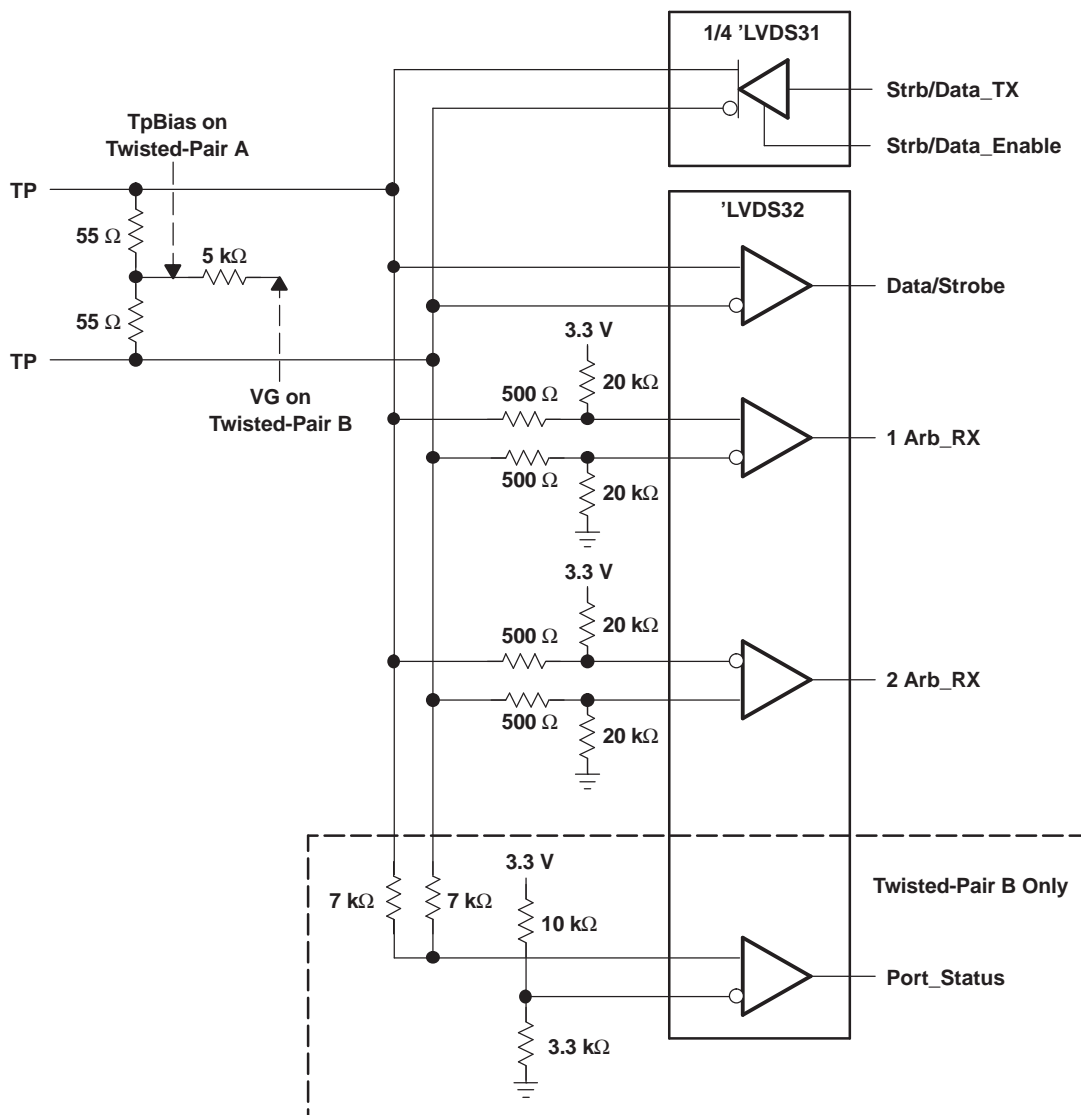 1/4 ’LVDS31
Strb/Data_TX
Strb/Data_Enable
TpBias on
Twisted-Pair A
TP
55 Ω
5 kΩ
55 Ω
TP
VG on
Twisted-Pair B
’LVDS32
Data/Strobe
3.3 V
20 kΩ
500 Ω
1 Arb_RX
500 Ω
20 kΩ
3.3 V
20 kΩ
500 Ω
2 Arb_RX
500 Ω
20 kΩ
3.3 V
Twisted-Pair B Only
7 kΩ
7 kΩ
10 kΩ
Port_Status
3.3 kΩ